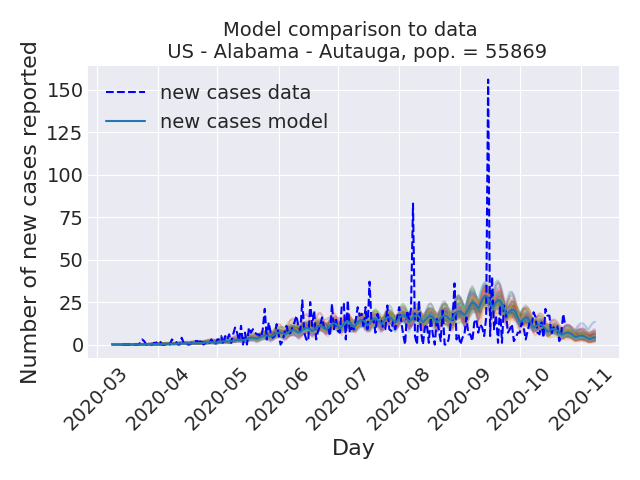 Model comparison to data
US - Alabama - Autauga, pop. = 55869
Number of new cases reported
150
125
100
75
50
25
0
new cases data
new cases model
2020-03
2020-04
2020-05
2020-06
2020-07
2020-08
2020-09
2020-10
2020-11
Day